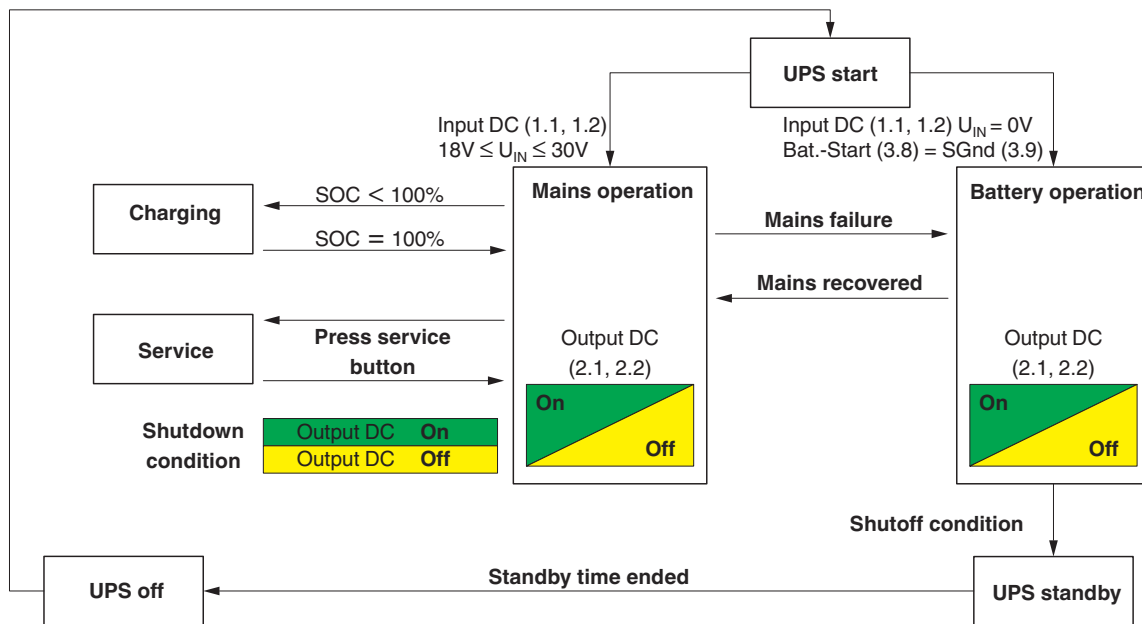 UPS start
Input DC (1.1, 1.2)
18V ≤ U_IN ≤ 30V
Input DC (1.1, 1.2) U_IN = 0V
Bat.-Start (3.8) = SGnd (3.9)
Charging
SOC < 100%
SOC = 100%
Mains operation
Mains failure
Mains recovered
Battery operation
Service
Press service
button
Output DC
(2.1, 2.2)
On
Off
Output DC
(2.1, 2.2)
On
Off
Shutdown
condition
Output DC On
Output DC Off
Shutoff condition
UPS off
Standby time ended
UPS standby